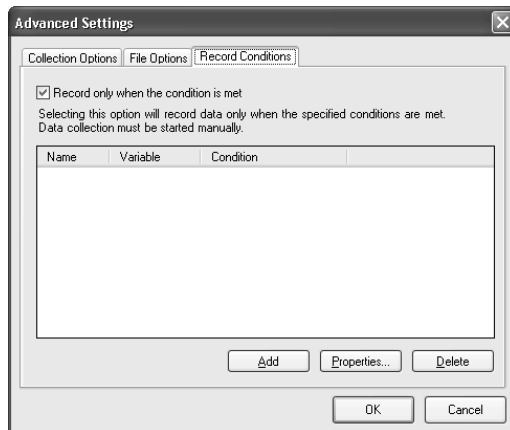 Advanced Settings
Collection Options File Options Record Conditions
Record only when the condition is met
Selecting this option will record data only when the specified conditions are met.
Data collection must be started manually.
Name Variable Condition
Add Properties... Delete
OK Cancel